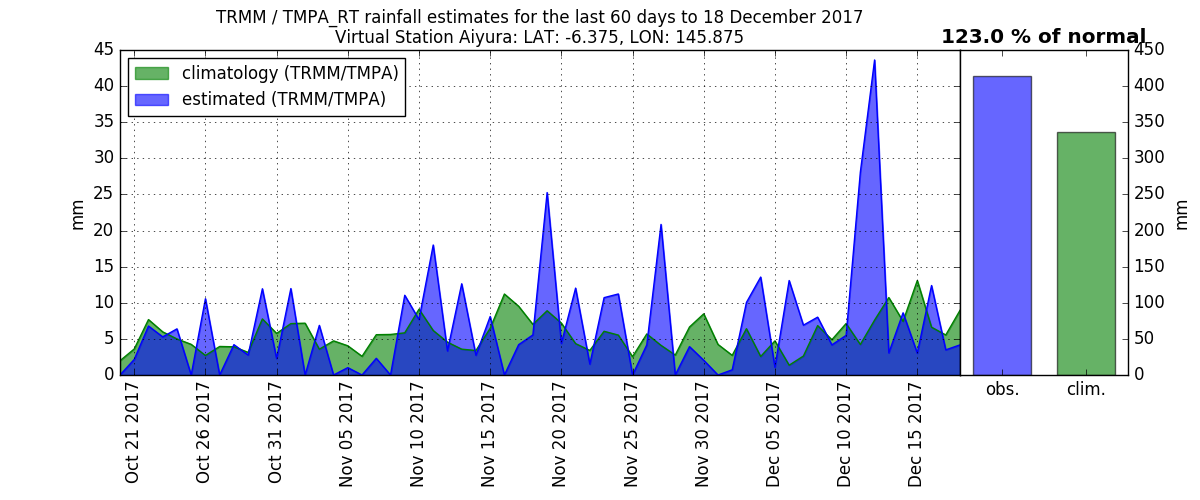 TRMM / TMPA_RT rainfall estimates for the last 60 days to 18 December 2017
Virtual Station Aiyura: LAT: -6.375, LON: 145.875
123.0 % of normal
climatology (TRMM/TMPA)
estimated (TRMM/TMPA)
mm
45
40
35
30
25
20
15
10
5
0
Oct 21 2017
Oct 26 2017
Oct 31 2017
Nov 05 2017
Nov 10 2017
Nov 15 2017
Nov 20 2017
Nov 25 2017
Nov 30 2017
Dec 05 2017
Dec 10 2017
Dec 15 2017
obs.
clim.
450
400
350
300
250
200
150
100
50
0
mm